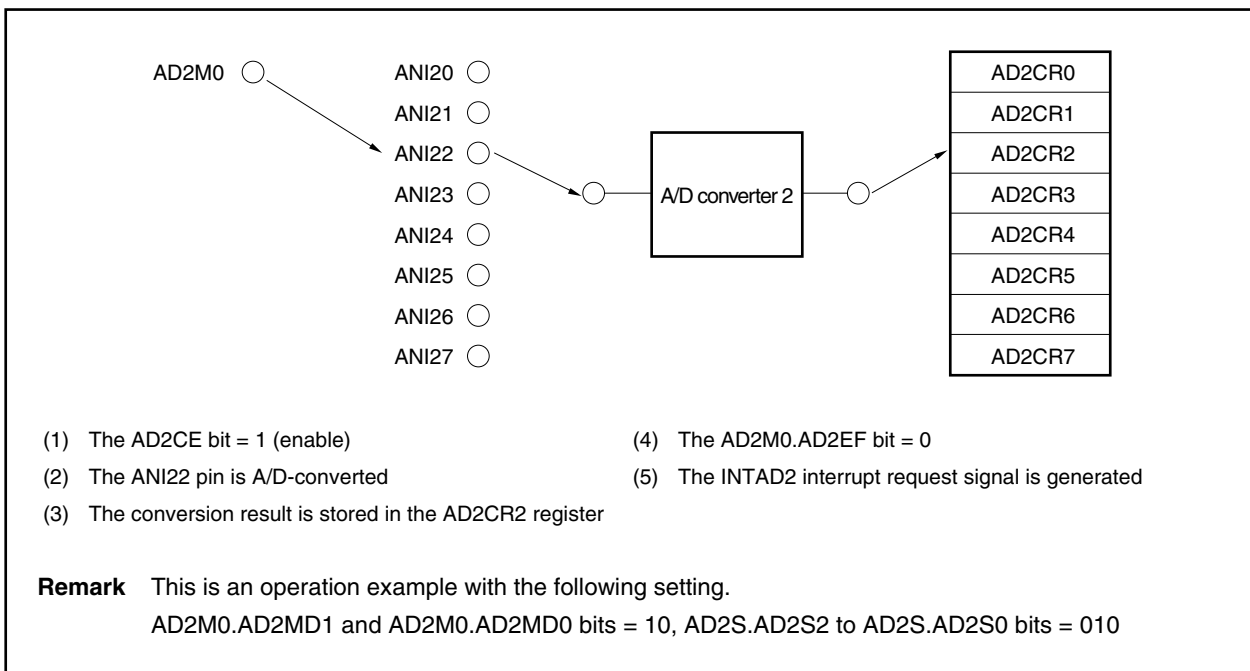 AD2M0 ANI20 AD2CR0
ANI21 AD2CR1
ANI22 AD2CR2
ANI23 A/D converter 2 AD2CR3
ANI24 AD2CR4
ANI25 AD2CR5
ANI26 AD2CR6
ANI27 AD2CR7
(1) The AD2CE bit = 1 (enable)
(2) The ANI22 pin is A/D-converted
(3) The conversion result is stored in the AD2CR2 register
(4) The AD2M0.AD2EF bit = 0
(5) The INTAD2 interrupt request signal is generated
Remark This is an operation example with the following setting.
AD2M0.AD2MD1 and AD2M0.AD2MD0 bits = 10, AD2S.AD2S2 to AD2S.AD2S0 bits = 010